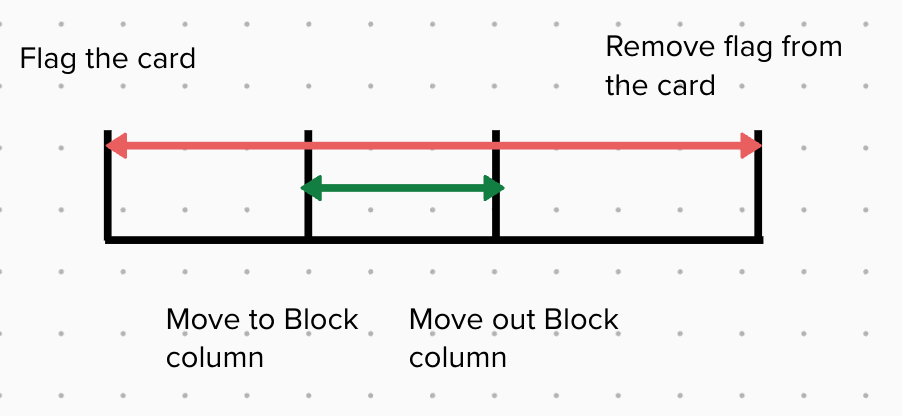 Flag the card
Remove flag from
the card
Move to Block
column
Move out Block
column